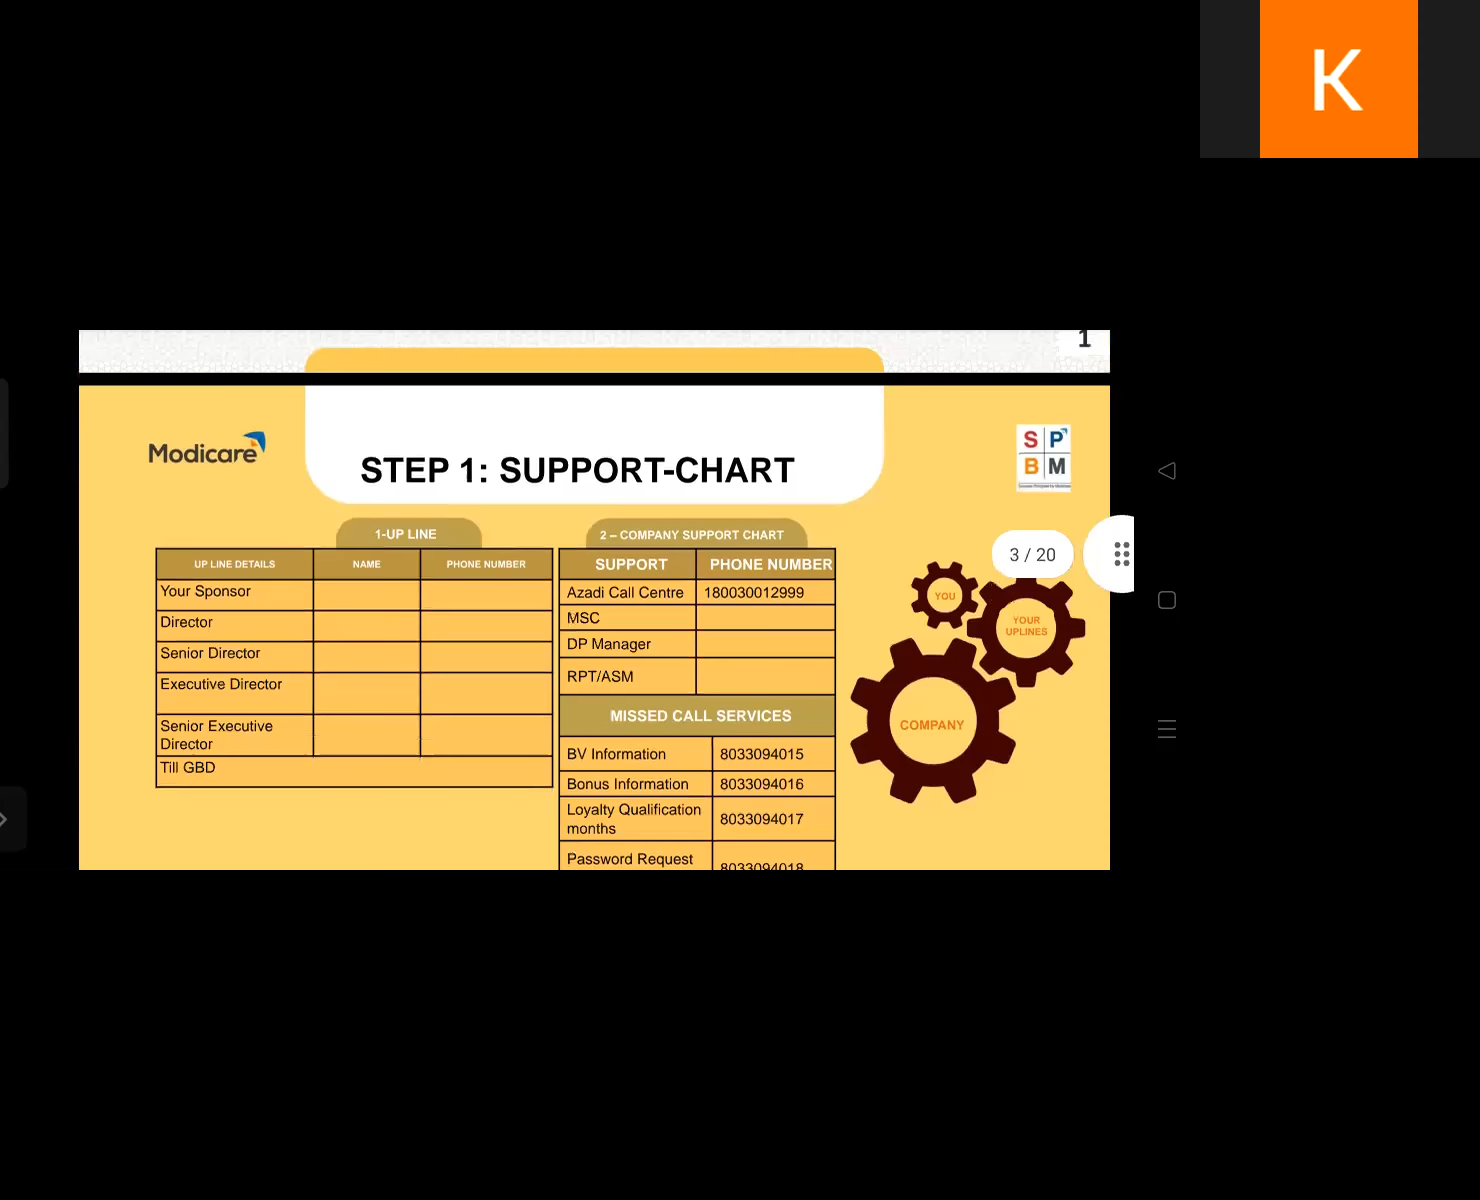 K
1
Modicare
STEP 1: SUPPORT-CHART
S P
B M
1-UP LINE
UP LINE DETAILS NAME PHONE NUMBER
Your Sponsor
Director
Senior Director
Executive Director
Senior Executive
Director
Till GBD
2 – COMPANY SUPPORT CHART
SUPPORT PHONE NUMBER
Azadi Call Centre 180030012999
MSC
DP Manager
RPT/ASM
MISSED CALL SERVICES
BV Information 8033094015
Bonus Information 8033094016
Loyalty Qualification
months 8033094017
Password Request
8033094018
3 / 20
YOU
YOUR
UPLINES
COMPANY